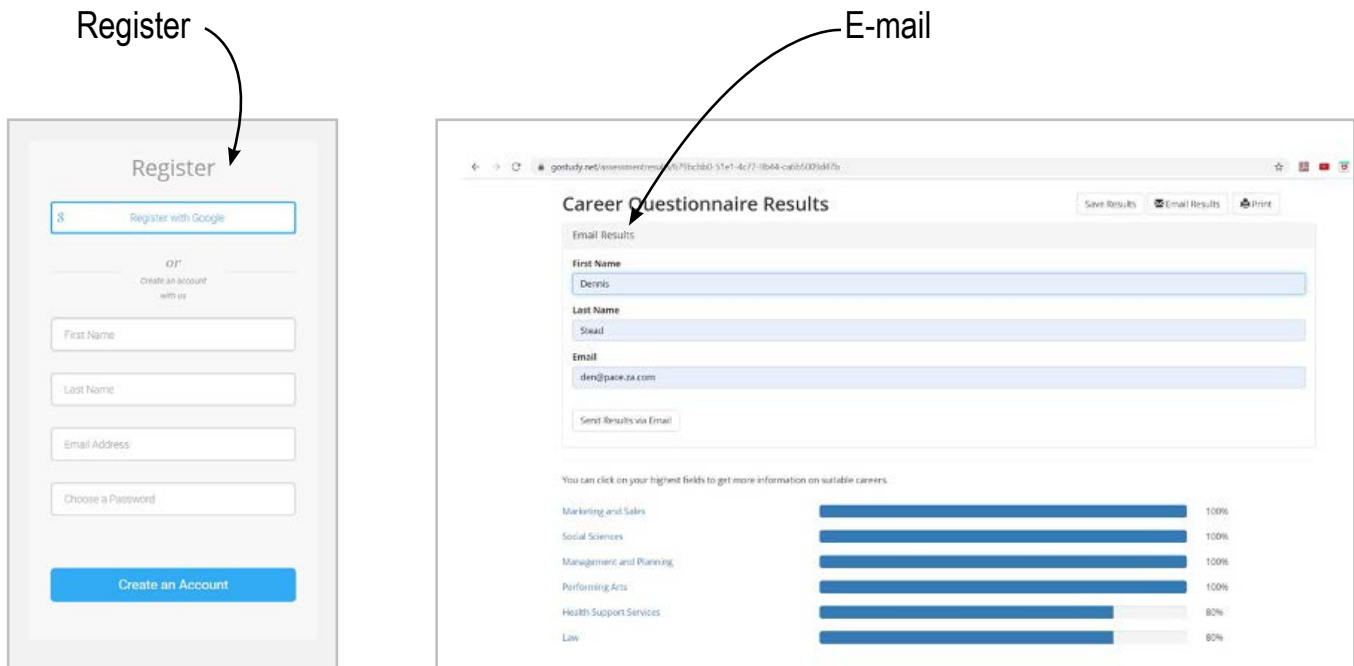 Register
E-mail
Register
8 Register with Google
or
Create an account
with us
First Name
Last Name
Email Address
Choose a Password
Create an Account
Career Questionnaire Results
Save Results Email Results Print
Email Results
First Name
Dennis
Last Name
Stead
Email
den@pace.za.com
Send Results via Email
You can click on your highest fields to get more information on suitable careers.
Marketing and Sales 100%
Social Sciences 100%
Management and Planning 100%
Performing Arts 100%
Health Support Services 80%
Law 80%